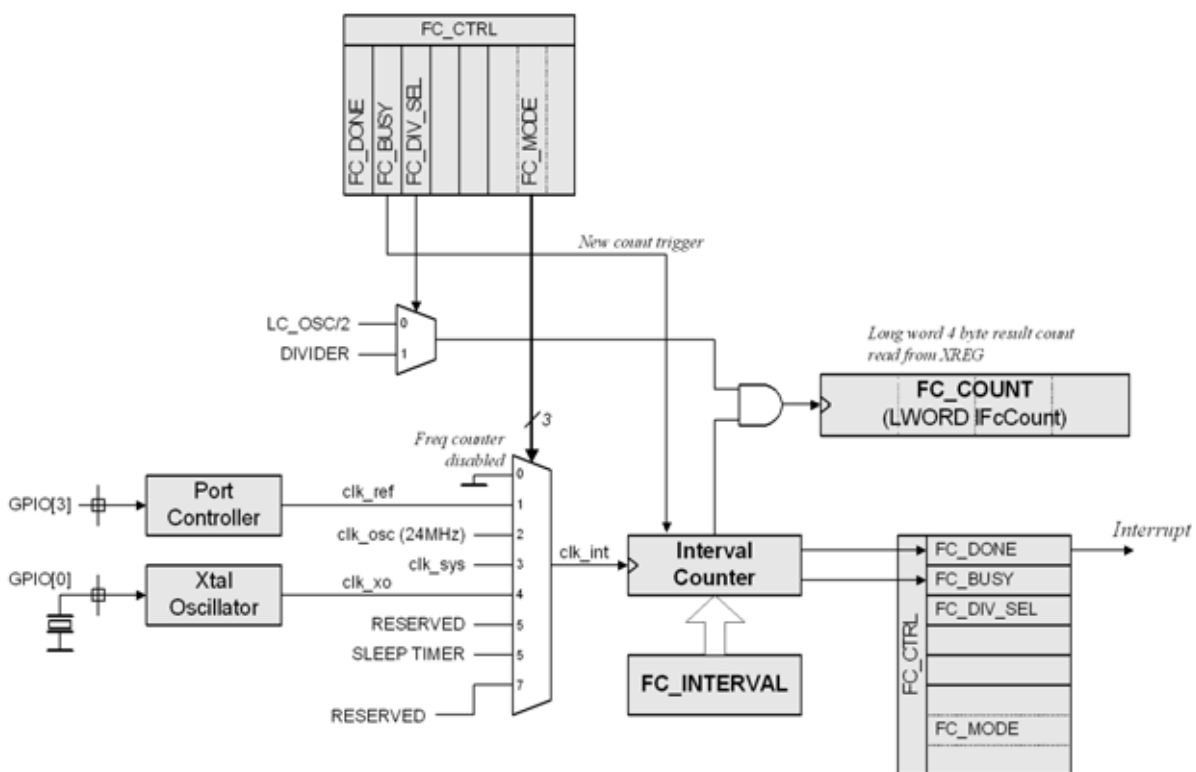 FC_CTRL
FC_DONE
FC_BUSY
FC_DIV_SEL
FC_MODE
New count trigger
LC_OSC/2
0
DIVIDER
1
Long word 4 byte result count
read from XREG
FC_COUNT
(LWORD lFcCount)
3
Freq counter
disabled
0
GPIO[3]
Port
Controller
clk_ref
1
clk_osc (24MHz)
2
clk_sys
3
clk_int
GPIO[0]
Xtal
Oscillator
clk_xo
4
RESERVED
5
SLEEP TIMER
5
RESERVED
7
Interval
Counter
FC_INTERVAL
FC_CTRL
FC_DONE
FC_BUSY
FC_DIV_SEL
FC_MODE
Interrupt